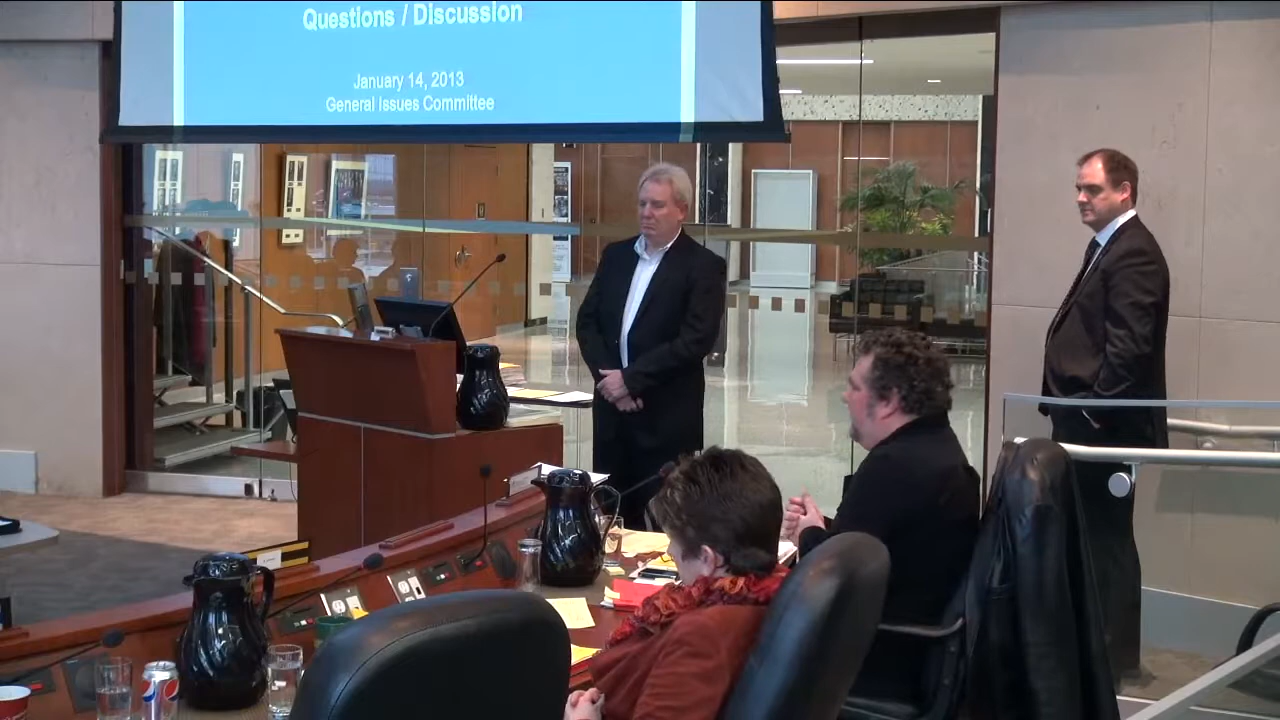 Questions / Discussion
January 14, 2013
General Issues Committee